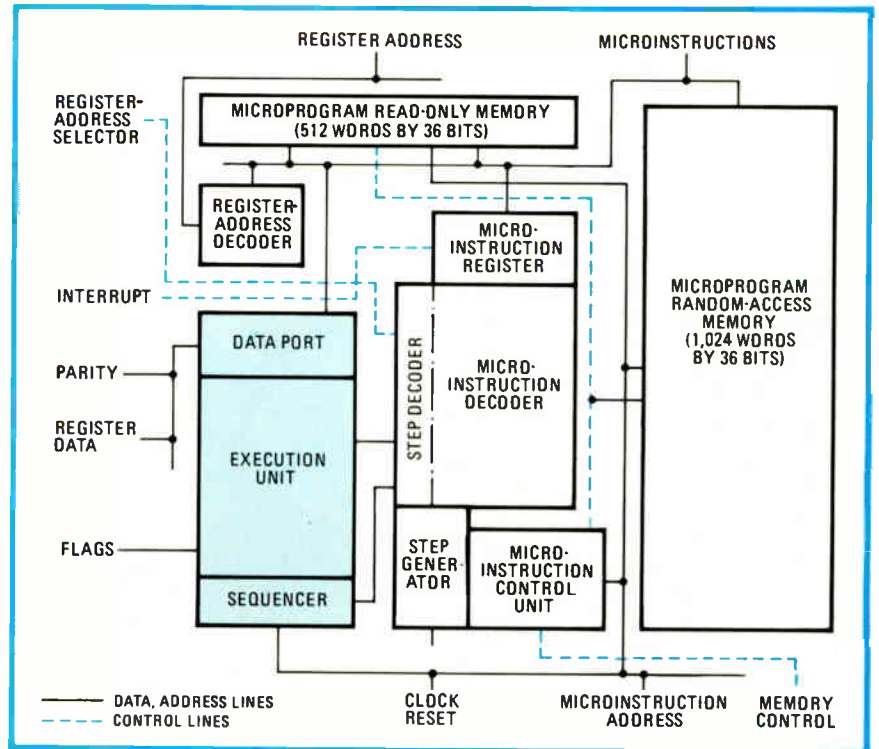 REGISTER ADDRESS
MICROINSTRUCTIONS
REGISTER-
ADDRESS
SELECTOR
MICROPROGRAM READ-ONLY MEMORY
(512 WORDS BY 36 BITS)
REGISTER-
ADDRESS
DECODER
MICRO-
INSTRUCTION
REGISTER
INTERRUPT
MICROPROGRAM
RANDOM-ACCESS
MEMORY
(1,024 WORDS
BY 36 BITS)
DATA PORT
STEP DECODER
MICRO-
INSTRUCTION
DECODER
PARITY
REGISTER
DATA
EXECUTION
UNIT
FLAGS
STEP
GENER-
ATOR
MICRO-
INSTRUCTION
CONTROL
UNIT
SEQUENCER
DATA, ADDRESS LINES
CONTROL LINES
CLOCK
RESET
MICROINSTRUCTION
ADDRESS
MEMORY
CONTROL